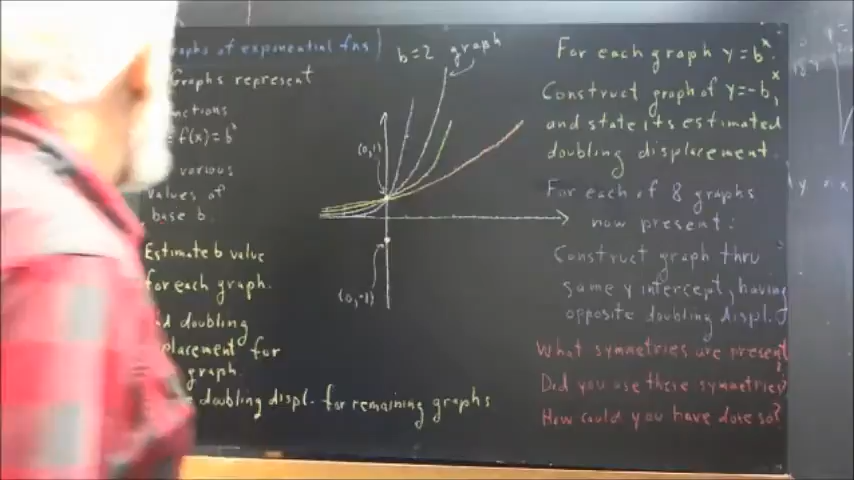 graphs of exponential fns)
Graphs represent
= f(x) = b^x
various
values of
base b.
Estimate b value
for each graph.
doubling
for
graph.
doubling displ. for remaining graphs
b=2 graph
(0,1)
(0,-1)
For each graph y=b^x:
Construct graph of y=-b^x,
and state its estimated
doubling displacement.
For each of 8 graphs
now present:
Construct graph thru
same y intercept, having
opposite doubling displ.
What symmetries are present?
Did you use these symmetries?
How could you have done so?